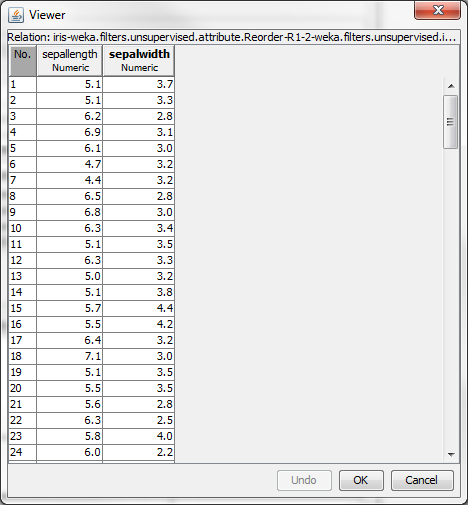 Viewer
Relation: iris-weka.filters.unsupervised.attribute.Reorder-R1-2-weka.filters.unsupervised.i...
No. sepallength sepalwidth
Numeric Numeric
1 5.1 3.7
2 5.1 3.3
3 6.2 2.8
4 6.9 3.1
5 6.1 3.0
6 4.7 3.2
7 4.4 3.2
8 6.5 2.8
9 6.8 3.0
10 6.3 3.4
11 5.1 3.5
12 6.3 3.3
13 5.0 3.2
14 5.1 3.8
15 5.7 4.4
16 5.5 4.2
17 6.4 3.2
18 7.1 3.0
19 5.1 3.5
20 5.5 3.5
21 5.6 2.8
22 6.3 2.5
23 5.8 4.0
24 6.0 2.2
Undo OK Cancel